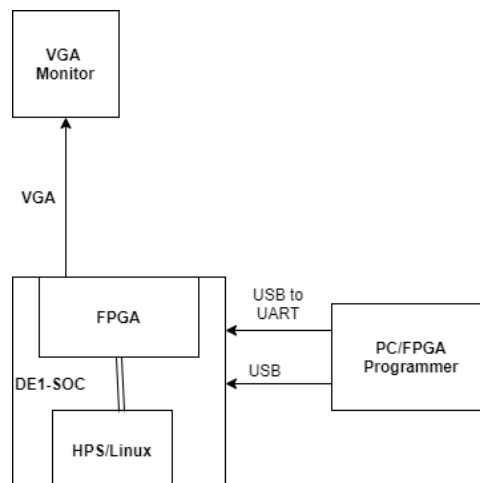 VGA
Monitor
VGA
FPGA
DE1-SOC
HPS/Linux
USB to
UART
USB
PC/FPGA
Programmer